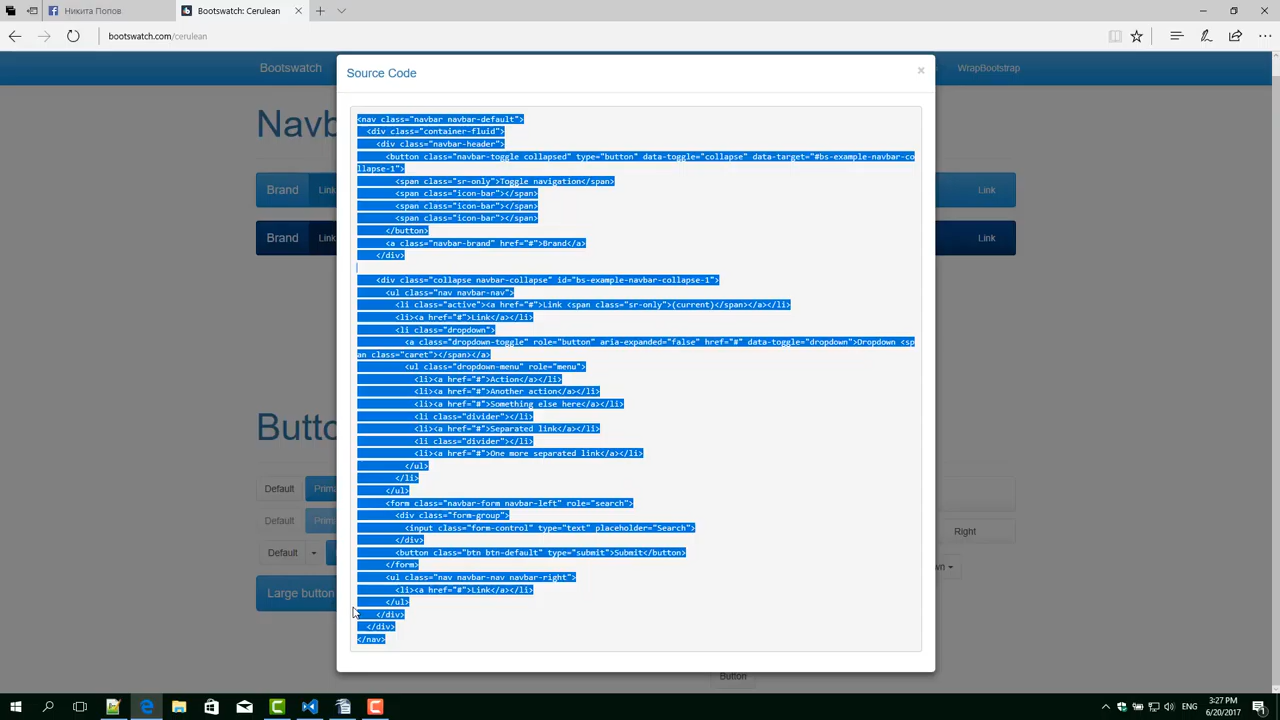 Никита Попов
Bootswatch: Cerulean
bootswatch.com/cerulean
Bootswatch
WrapBootstrap
Source Code
×
<nav class="navbar navbar-default">
<div class="container-fluid">
<div class="navbar-header">
<button class="navbar-toggle collapsed" type="button" data-toggle="collapse" data-target="#bs-example-navbar-co
llapse-1">
<span class="sr-only">Toggle navigation</span>
<span class="icon-bar"></span>
<span class="icon-bar"></span>
<span class="icon-bar"></span>
</button>
<a class="navbar-brand" href="#">Brand</a>
</div>
<div class="collapse navbar-collapse" id="bs-example-navbar-collapse-1">
<ul class="nav navbar-nav">
<li class="active"><a href="#">Link <span class="sr-only">(current)</span></a></li>
<li><a href="#">Link</a></li>
<li class="dropdown">
<a class="dropdown-toggle" role="button" aria-expanded="false" href="#" data-toggle="dropdown">Dropdown <sp
an class="caret"></span></a>
<ul class="dropdown-menu" role="menu">
<li><a href="#">Action</a></li>
<li><a href="#">Another action</a></li>
<li><a href="#">Something else here</a></li>
<li class="divider"></li>
<li><a href="#">Separated link</a></li>
<li class="divider"></li>
<li><a href="#">One more separated link</a></li>
</ul>
</li>
</ul>
<form class="navbar-form navbar-left" role="search">
<div class="form-group">
<input class="form-control" type="text" placeholder="Search">
</div>
<button class="btn btn-default" type="submit">Submit</button>
</form>
<ul class="nav navbar-nav navbar-right">
<li><a href="#">Link</a></li>
</ul>
</div>
</div>
</nav>
Navb
Brand Link
Link
Brand Link
Link
Butto
Default Prima
Default Prima
Right
Default
wn
Large button
Button
3:27 PM
6/20/2017